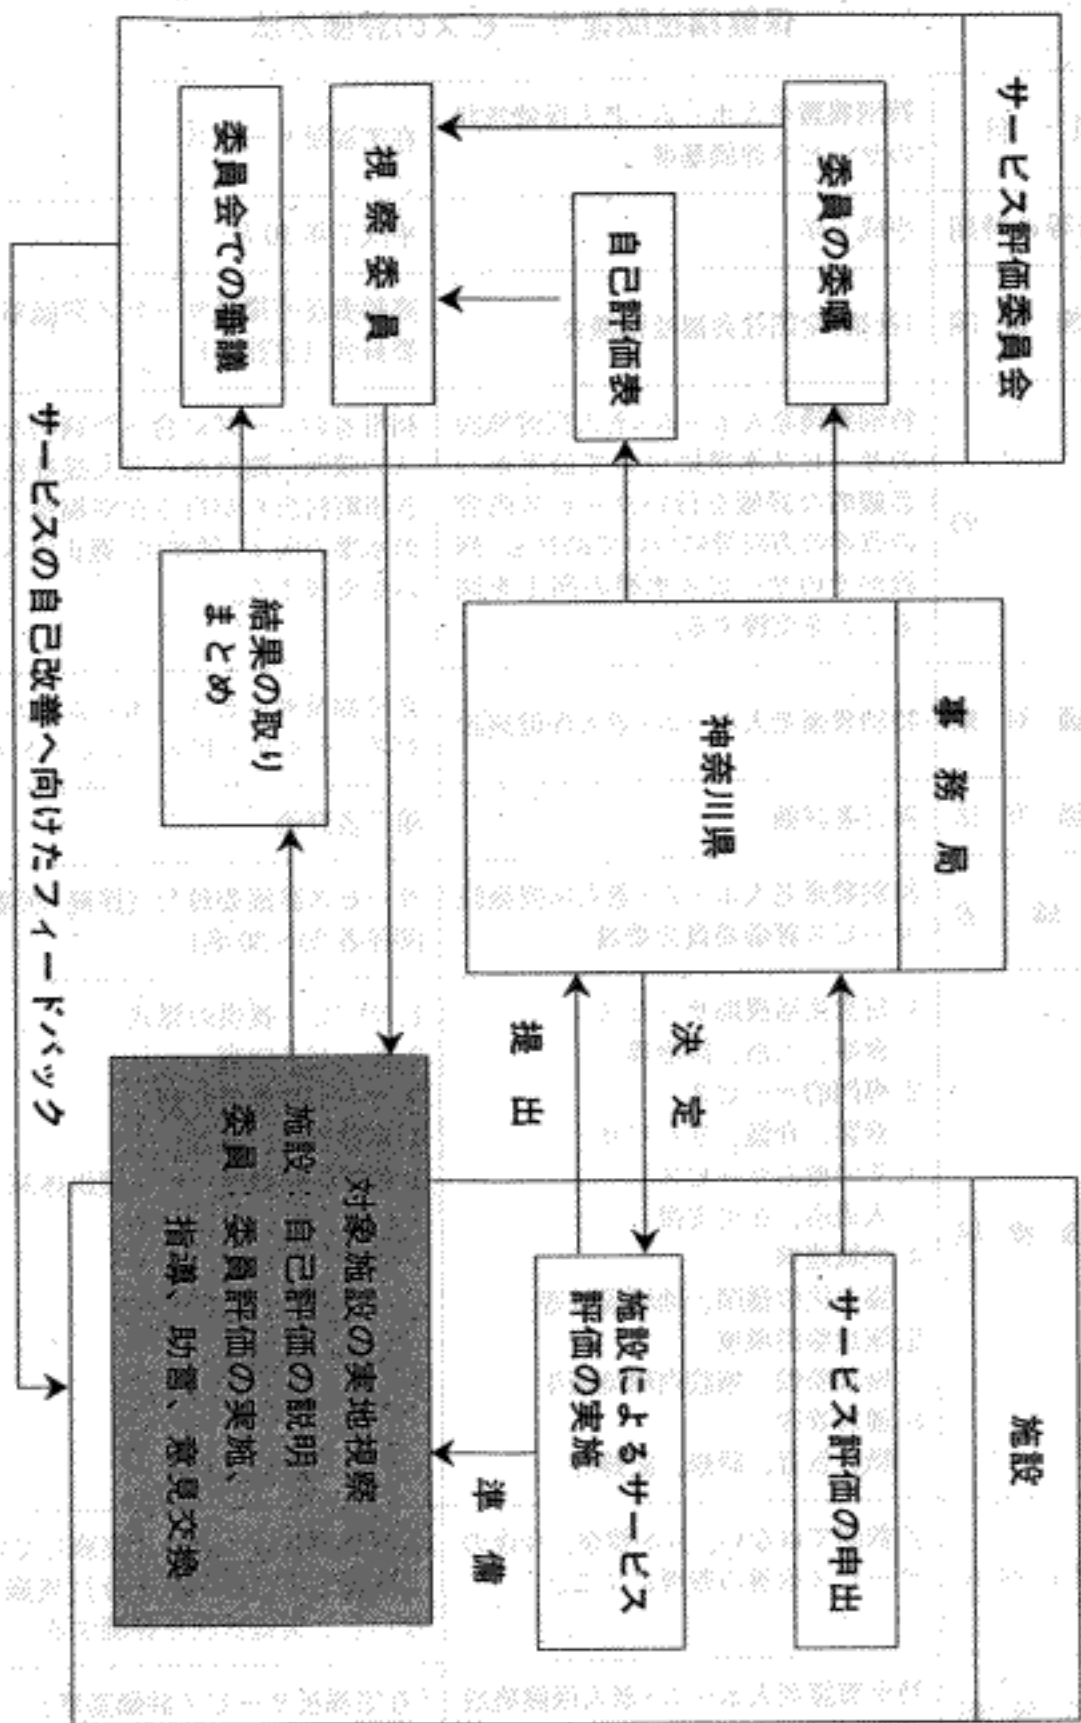 サービス評価委員会
委員の委嘱
自己評価表
視察委員
委員会での審議
事務局
神奈川県
結果の取り
まとめ
決定
提出
施設
サービス評価の申出
施設によるサービス
評価の実施
準備
対象施設の実地視察
施設：自己評価の説明
委員：委員評価の実施、
指導、助言、意見交換
サービスの自己改善へ向けたフィードバック